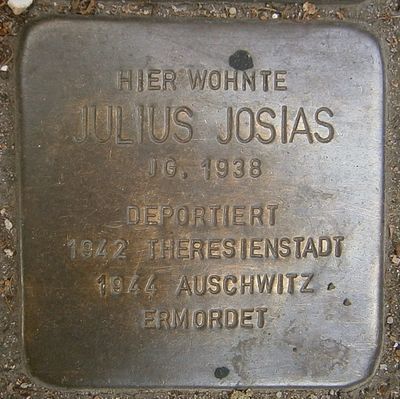 HIER WOHNTE
JULIUS JOSIAS
JG. 1938
DEPORTIERT
1942 THERESIENSTADT
1944 AUSCHWITZ
ERMORDET